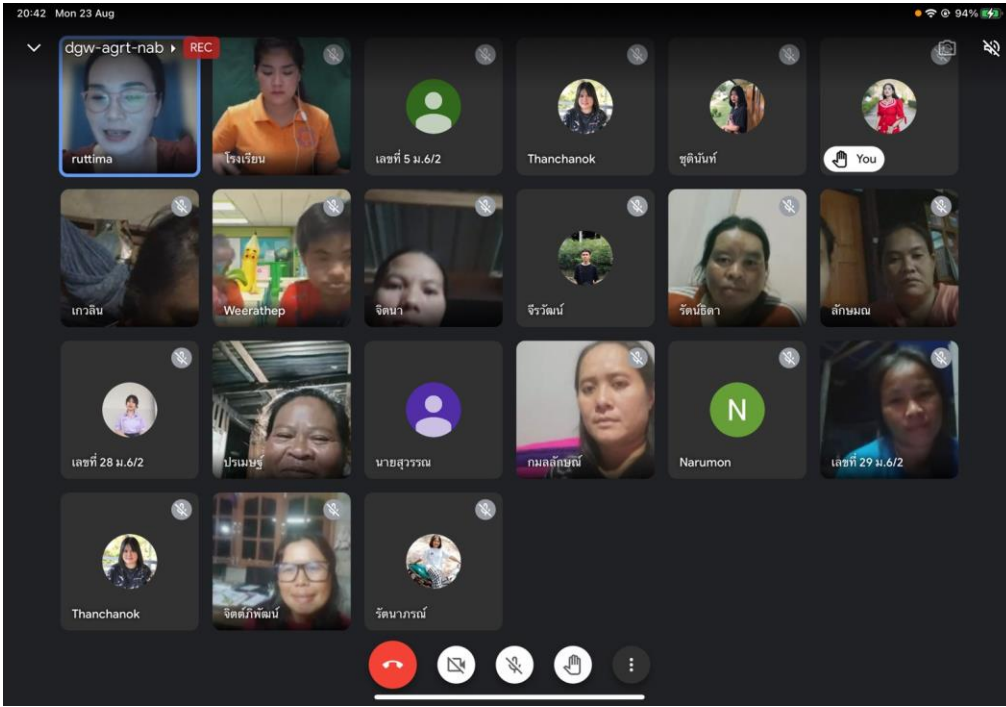 20:42 Mon 23 Aug 94%
dgw-agrt-nab REC
ruttima
โรงเรียน
เลขที่ 5 ม.6/2
Thanchanok
ชุตินันท์
You
เกวลิน
Weerathep
จิตนา
จีรวัฒน์
รัตน์ธิดา
ลักษมณ
เลขที่ 28 ม.6/2
ปรเมษฐ์
นายสุวรรณ
กมลลักษณ์
N
Narumon
เลขที่ 29 ม.6/2
Thanchanok
จิตต์ภิพัฒน์
รัตนาภรณ์